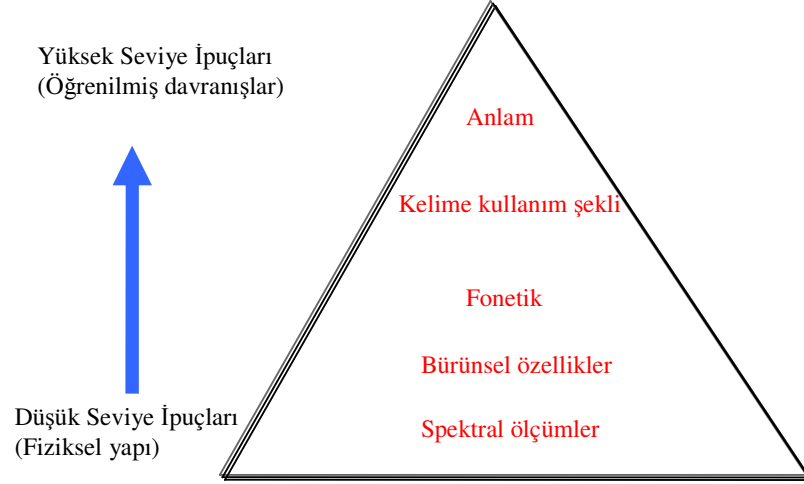 Yüksek Seviye İpuçları
(Öğrenilmiş davranışlar)
Anlam
Kelime kullanım şekli
Fonetik
Bürünsel özellikler
Düşük Seviye İpuçları
(Fiziksel yapı)
Spektral ölçümler